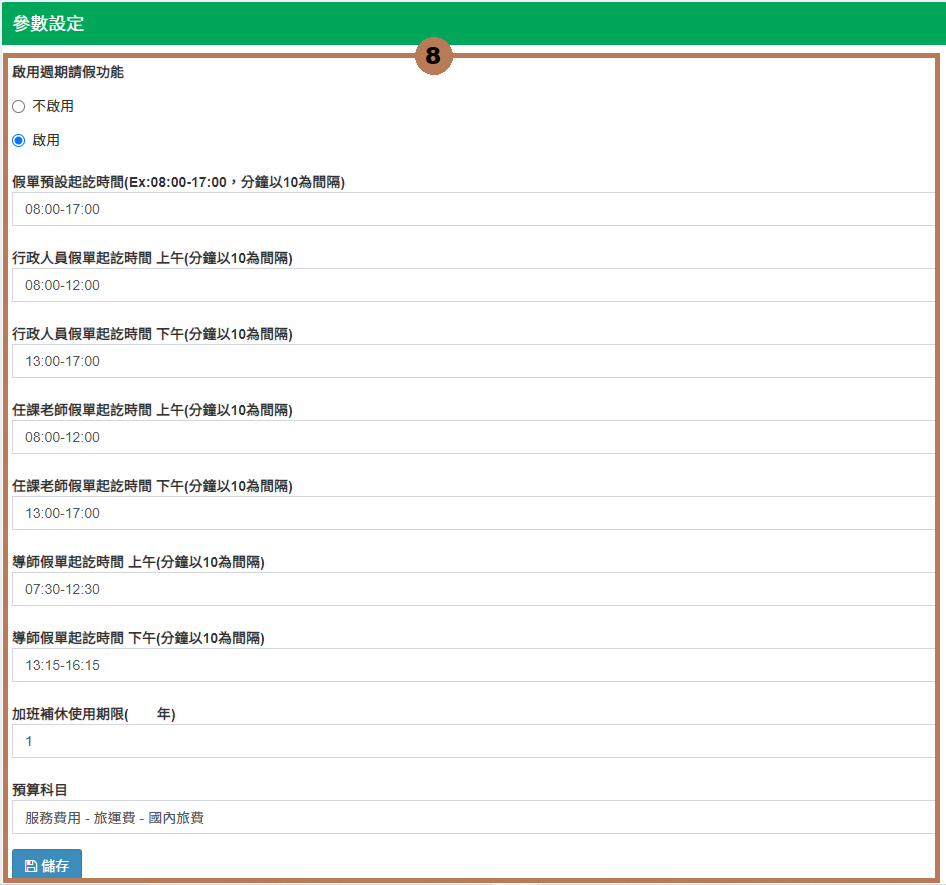 參數設定
8
啟用週期請假功能
不啟用
啟用
假單預設起訖時間(Ex:08:00-17:00，分鐘以10為間隔)
08:00-17:00
行政人員假單起訖時間 上午(分鐘以10為間隔)
08:00-12:00
行政人員假單起訖時間 下午(分鐘以10為間隔)
13:00-17:00
任課老師假單起訖時間 上午(分鐘以10為間隔)
08:00-12:00
任課老師假單起訖時間 下午(分鐘以10為間隔)
13:00-17:00
導師假單起訖時間 上午(分鐘以10為間隔)
07:30-12:30
導師假單起訖時間 下午(分鐘以10為間隔)
13:15-16:15
加班補休使用期限(　　年)
1
預算科目
服務費用 - 旅運費 - 國內旅費
儲存